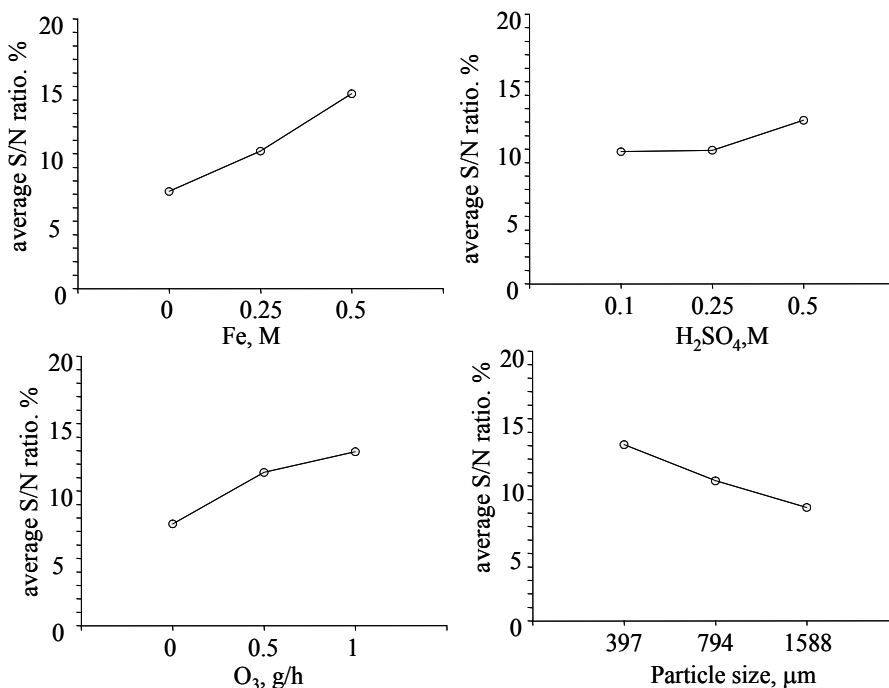 average S/N ratio. %
20
15
10
5
0
0 0.25 0.5
Fe, M
average S/N ratio. %
20
15
10
5
0
0.1 0.25 0.5
H₂SO₄,M
average S/N ratio. %
20
15
10
5
0
0 0.5 1
O₃, g/h
average S/N ratio. %
20
15
10
5
0
397 794 1588
Particle size, μm